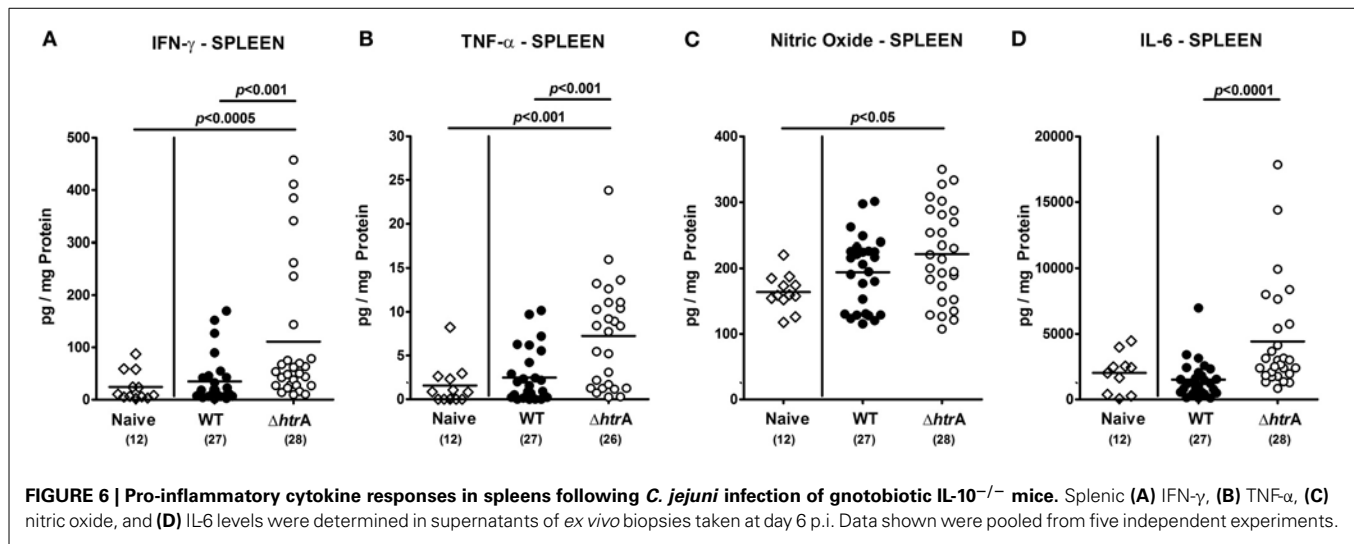 A
IFN-γ - SPLEEN
p<0.001
p<0.0005
pg / mg Protein
500
400
300
200
100
0
Naive
WT
ΔhtrA
(12)
(27)
(28)
B
TNF-α - SPLEEN
p<0.001
p<0.001
pg / mg Protein
30
25
20
15
10
5
0
Naive
WT
ΔhtrA
(12)
(27)
(26)
C
Nitric Oxide - SPLEEN
p<0.05
pg / mg Protein
400
300
200
100
0
Naive
WT
ΔhtrA
(12)
(27)
(28)
D
IL-6 - SPLEEN
p<0.0001
pg / mg Protein
20000
15000
10000
5000
0
Naive
WT
ΔhtrA
(12)
(27)
(28)
FIGURE 6 | Pro-inflammatory cytokine responses in spleens following C. jejuni infection of gnotobiotic IL-10−/− mice. Splenic (A) IFN-γ, (B) TNF-α, (C)
nitric oxide, and (D) IL-6 levels were determined in supernatants of ex vivo biopsies taken at day 6 p.i. Data shown were pooled from five independent experiments.